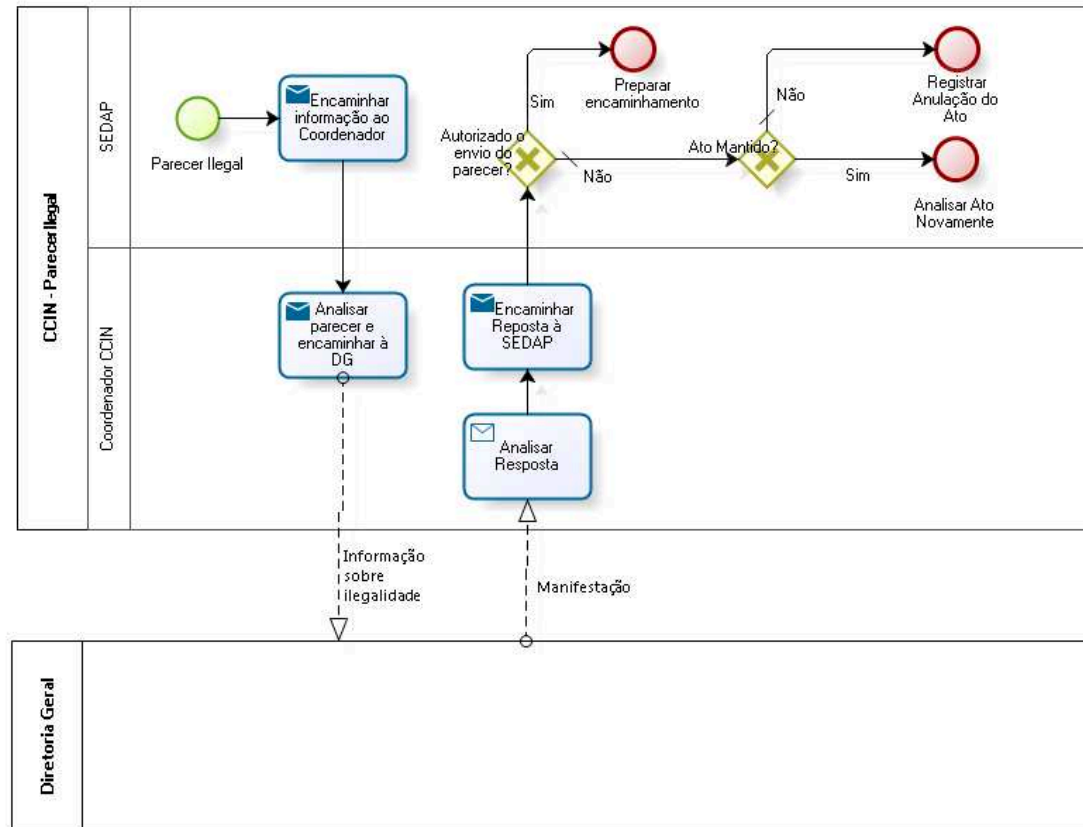 CCIN - Parecer Ilegal
SEDAP
Parecer Ilegal
Encaminhar
informação ao
Coordenador
Autorizado o
envio do
parecer?
Sim
Preparar
encaminhamento
Não
Ato Mantido?
Não
Registrar
Anulação do
Ato
Sim
Analisar Ato
Novamente
Coordenador CCIN
Analisar
parecer e
encaminhar à
DG
Encaminhar
Reposta à
SEDAP
Analisar
Resposta
Informação
sobre
ilegalidade
Manifestação
Diretoria Geral